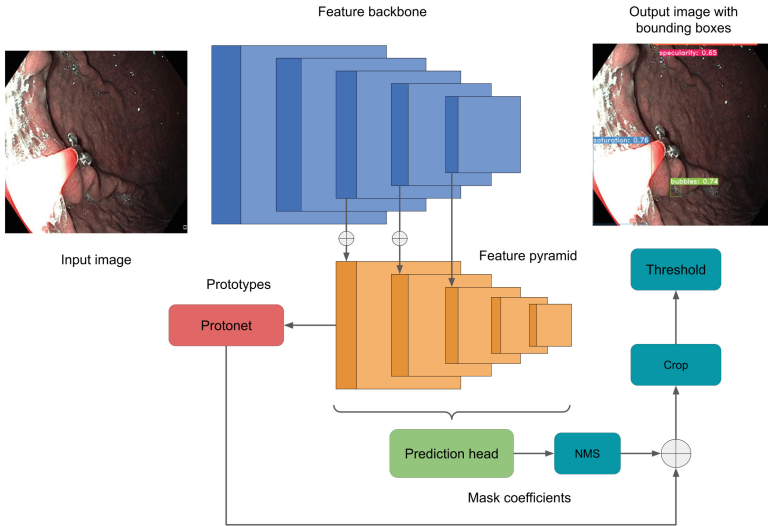 Feature backbone
Output image with
bounding boxes
specularity: 0.65
saturation: 0.76
bubbles: 0.74
Input image
Feature pyramid
Prototypes
Threshold
Protonet
Crop
Prediction head
NMS
Mask coefficients